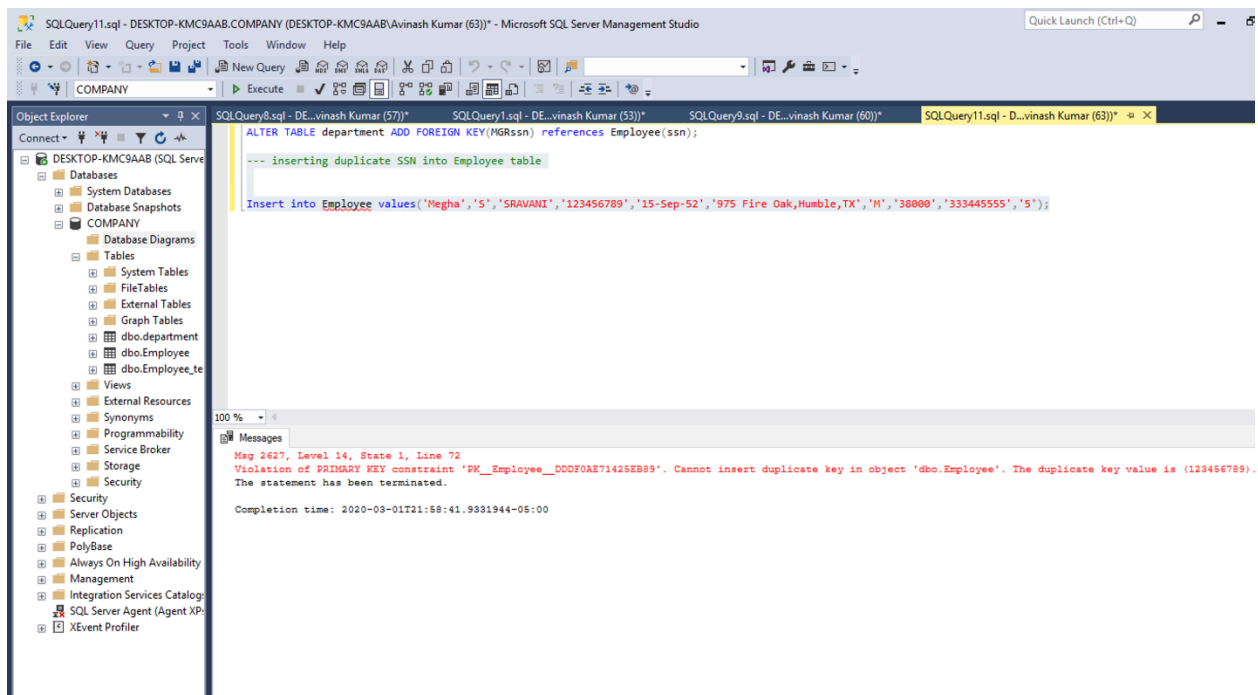 SQLQuery11.sql - DESKTOP-KMC9AAB.COMPANY (DESKTOP-KMC9AAB\Avinash Kumar (63))* - Microsoft SQL Server Management Studio
Quick Launch (Ctrl+Q)
File Edit View Query Project Tools Window Help
New Query
COMPANY
Execute
Object Explorer
SQLQuery8.sql - DE...vinash Kumar (57))*
SQLQuery1.sql - DE...vinash Kumar (53))*
SQLQuery9.sql - DE...vinash Kumar (60))*
SQLQuery11.sql - D...vinash Kumar (63))*
Connect
DESKTOP-KMC9AAB (SQL Serve
Databases
System Databases
Database Snapshots
COMPANY
Database Diagrams
Tables
System Tables
FileTables
External Tables
Graph Tables
dbo.department
dbo.Employee
dbo.Employee_te
Views
External Resources
Synonyms
Programmability
Service Broker
Storage
Security
Security
Server Objects
Replication
PolyBase
Always On High Availability
Management
Integration Services Catalog
SQL Server Agent (Agent XP
XEvent Profiler
ALTER TABLE department ADD FOREIGN KEY(MGRssn) references Employee(ssn);
--- inserting duplicate SSN into Employee table
Insert into Employee values('Megha','S','SRAVANI','123456789','15-Sep-52','975 Fire Oak,Humble,TX','M','38000','333445555','5');
100 %
Messages
Msg 2627, Level 14, State 1, Line 72
Violation of PRIMARY KEY constraint 'PK__Employee__DDDF0AE71425EB89'. Cannot insert duplicate key in object 'dbo.Employee'. The duplicate key value is (123456789).
The statement has been terminated.
Completion time: 2020-03-01T21:58:41.9331944-05:00